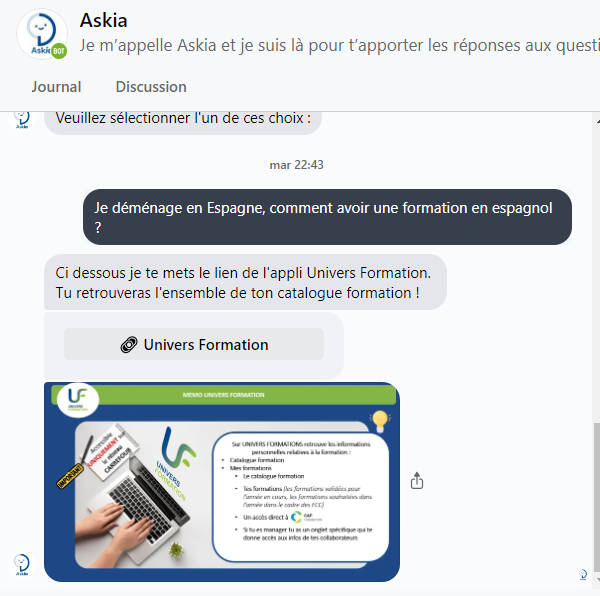 Askia
Je m'appelle Askia et je suis là pour t'apporter les réponses aux questi
Askia BOT
Journal
Discussion
Veuillez sélectionner l'un de ces choix :
mar 22:43
Je déménage en Espagne, comment avoir une formation en espagnol
?
Ci dessous je te mets le lien de l'appli Univers Formation.
Tu retrouveras l'ensemble de ton catalogue formation !
Univers Formation
UF
MEMO UNIVERS FORMATION
IMPORTANT
Accessible
UNIQUEMENT sur
le réseau
CARREFOUR
UNIVERS
FORMATION
Sur UNIVERS FORMATIONS retrouve les informations
personnelles relatives à la formation :
• Catalogue formation
• Mes formations
• Le catalogue formation
• Tes formations (les formations validées pour
l'année en cours, les formations souhaitées dans
l'année dans le cadre des ECC)
• Un accès direct à
• Si tu es manager tu as un onglet spécifique qui te
donne accès aux infos de tes collaborateurs